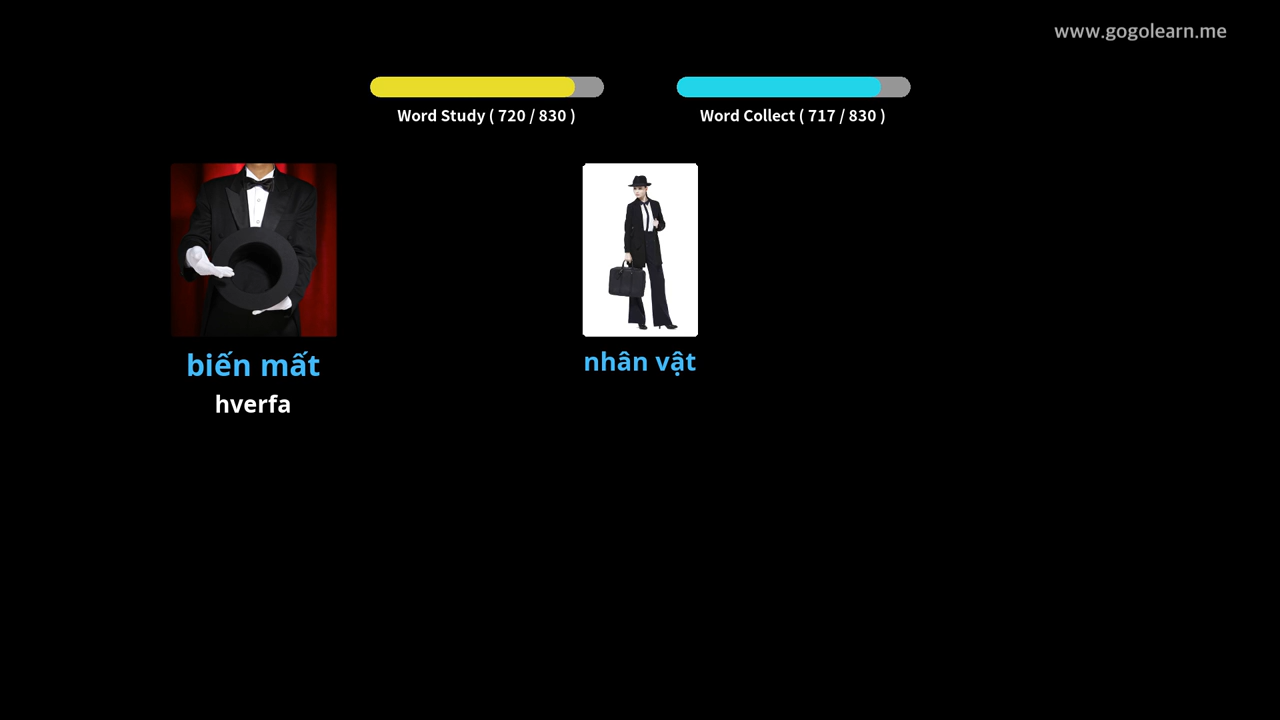 www.gogolearn.me
Word Study ( 720 / 830 )
Word Collect ( 717 / 830 )
biến mất
hverfa
nhân vật